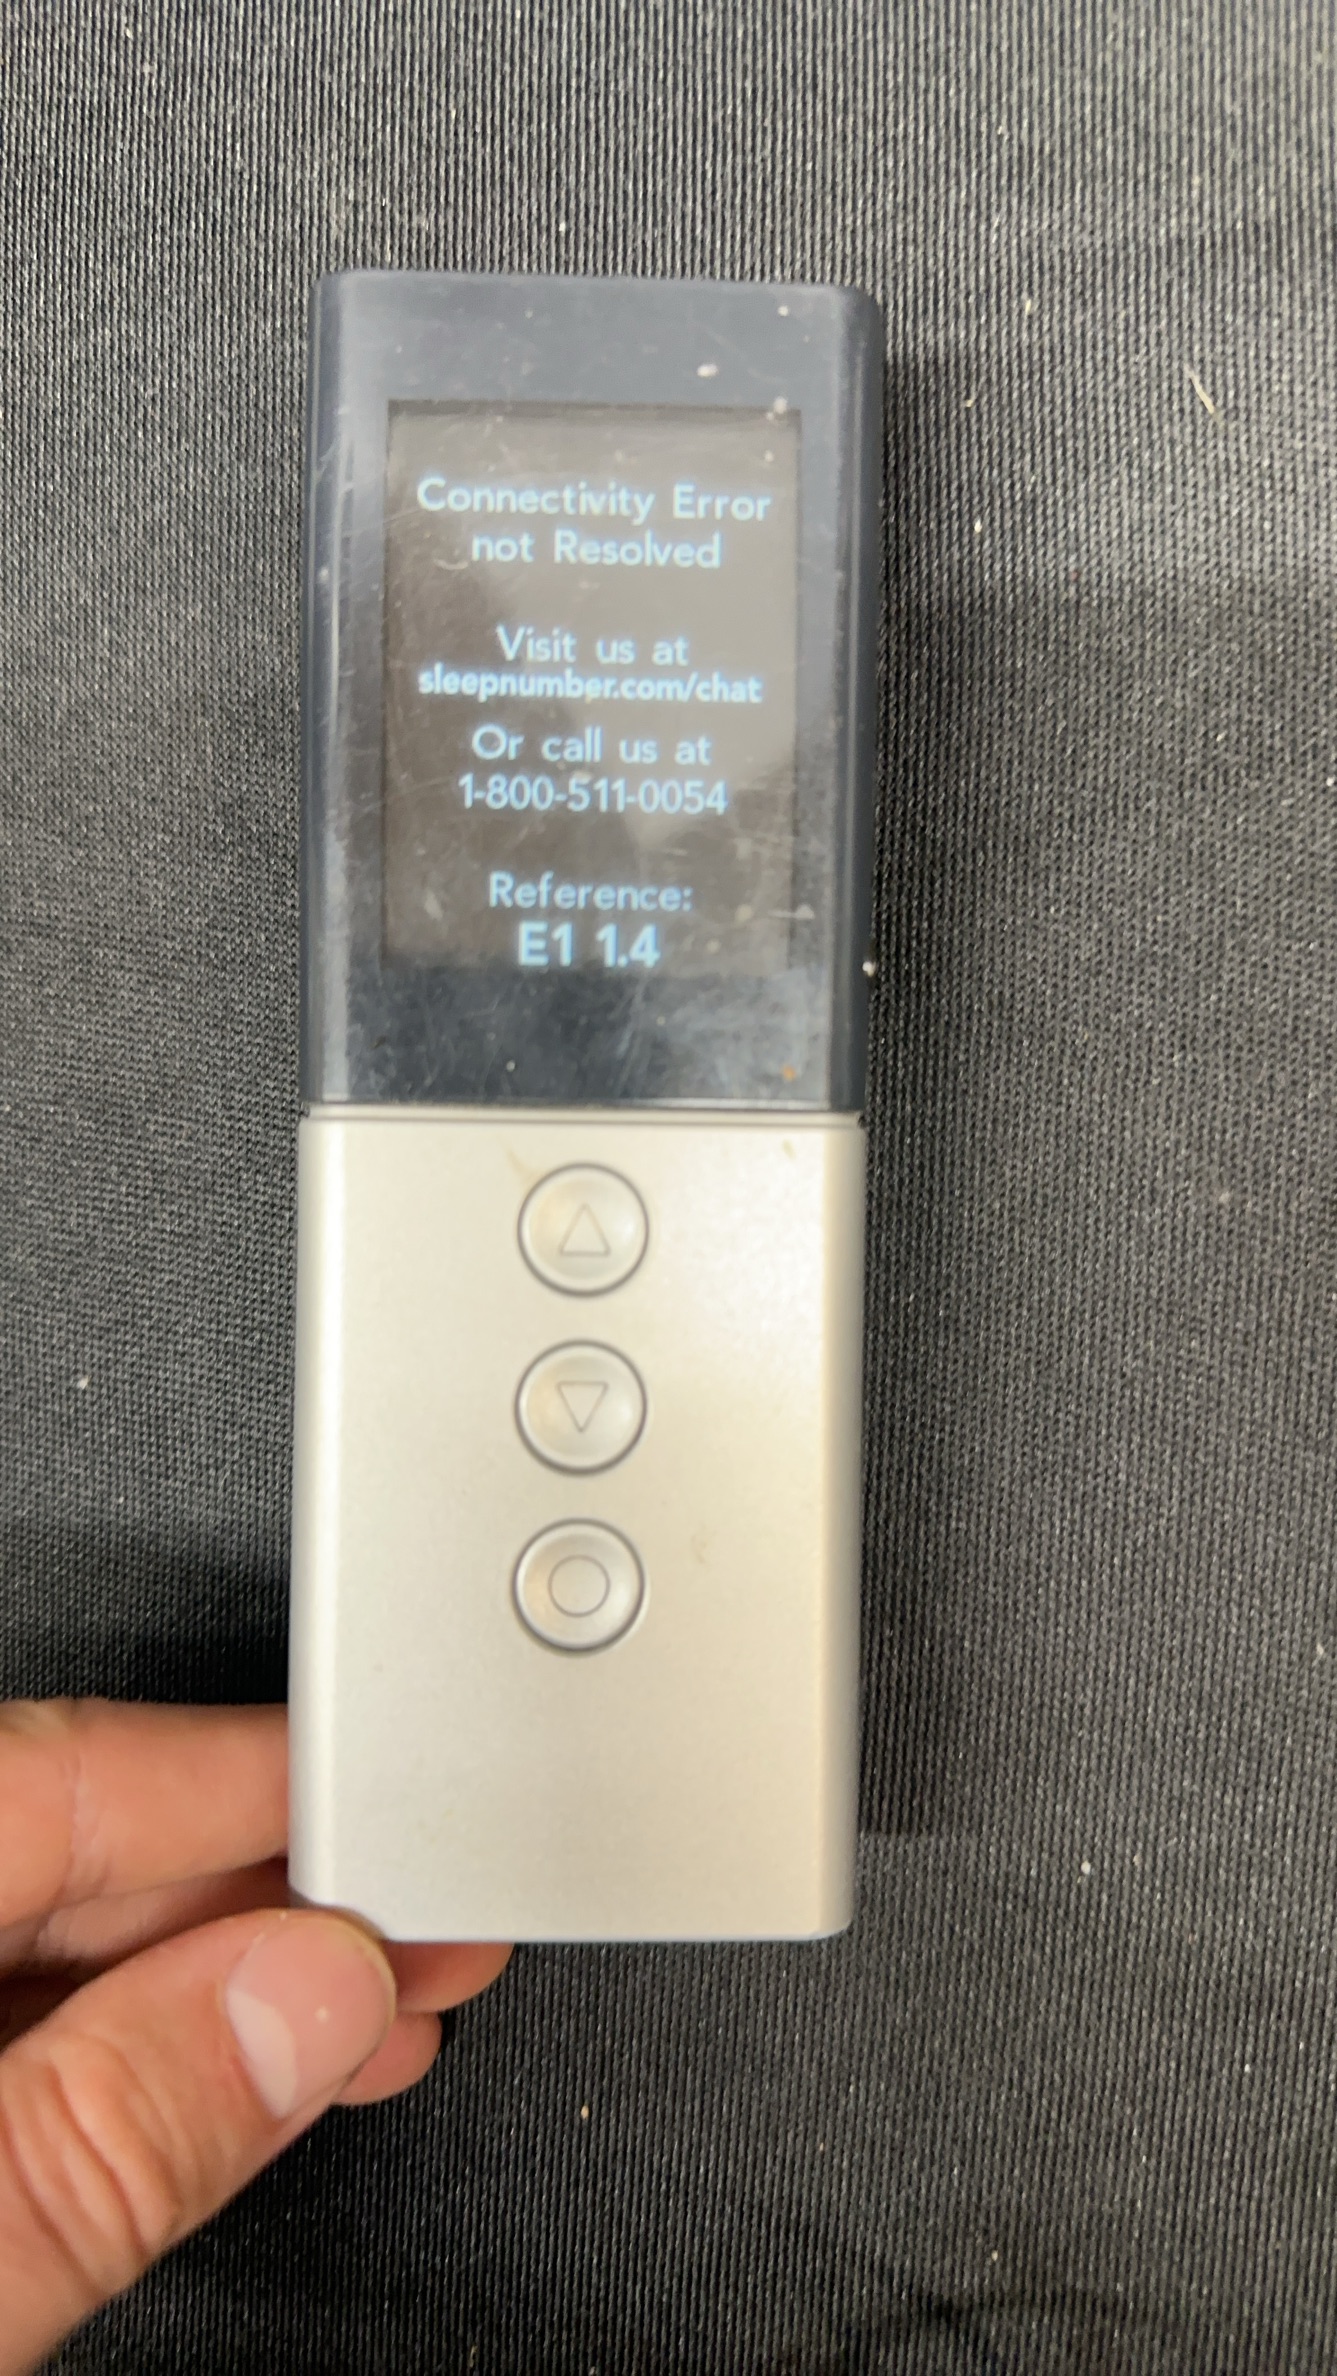 Connectivity Error
not Resolved
Visit us at
sleepnumber.com/chat
Or call us at
1-800-511-0054
Reference:
E1 1.4